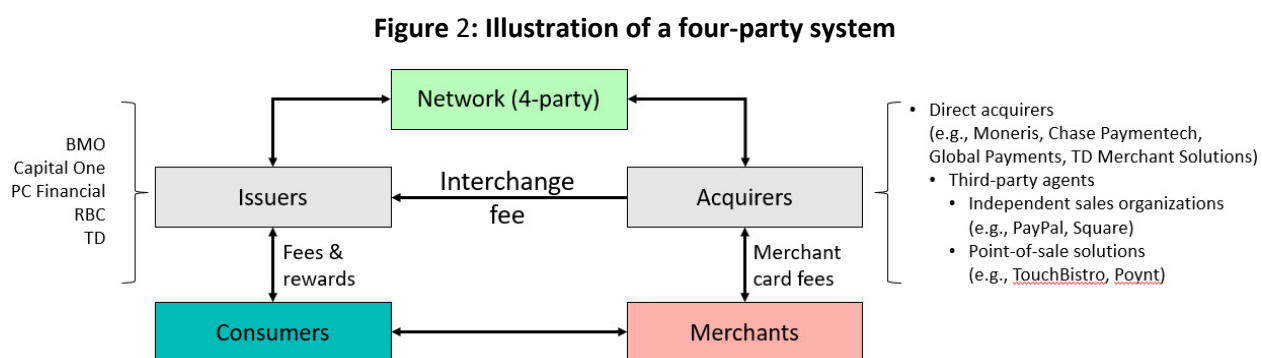 Figure 2: Illustration of a four-party system
Network (4-party)
BMO
Capital One
PC Financial
RBC
TD
Issuers
Interchange
fee
Acquirers
• Direct acquirers
(e.g., Moneris, Chase Paymentech,
Global Payments, TD Merchant Solutions)
• Third-party agents
• Independent sales organizations
(e.g., PayPal, Square)
• Point-of-sale solutions
(e.g., TouchBistro, Poynt)
Fees &
rewards
Merchant
card fees
Consumers
Merchants